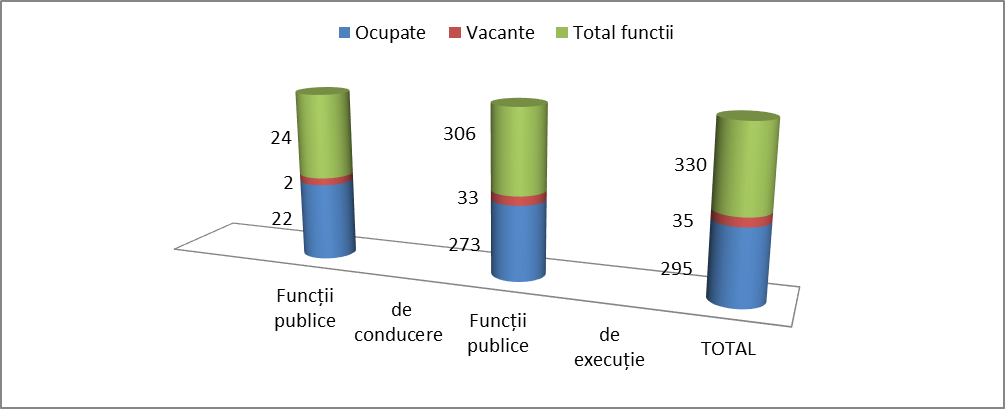 Ocupate Vacante Total functii
24
2
22
306
33
273
330
35
295
Funcții
publice
de
conducere
Funcții
publice
de
execuție
TOTAL